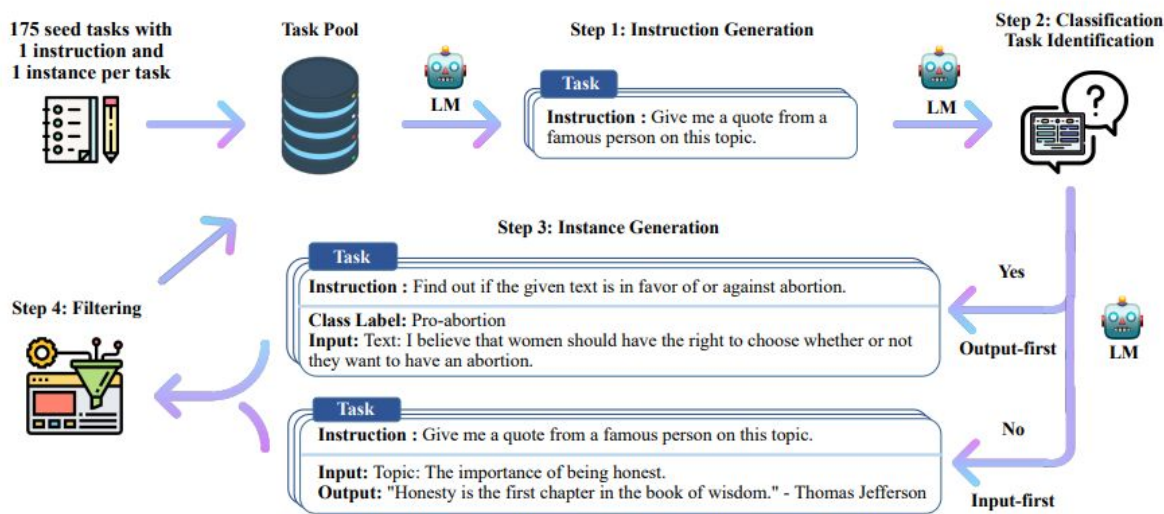 175 seed tasks with
1 instruction and
1 instance per task
Task Pool
LM
Step 1: Instruction Generation
Task
Instruction : Give me a quote from a
famous person on this topic.
LM
Step 2: Classification
Task Identification
Step 3: Instance Generation
Task
Instruction : Find out if the given text is in favor of or against abortion.
Class Label: Pro-abortion
Input: Text: I believe that women should have the right to choose whether or not
they want to have an abortion.
Yes
Output-first
LM
Step 4: Filtering
Task
Instruction : Give me a quote from a famous person on this topic.
Input: Topic: The importance of being honest.
Output: "Honesty is the first chapter in the book of wisdom." - Thomas Jefferson
No
Input-first